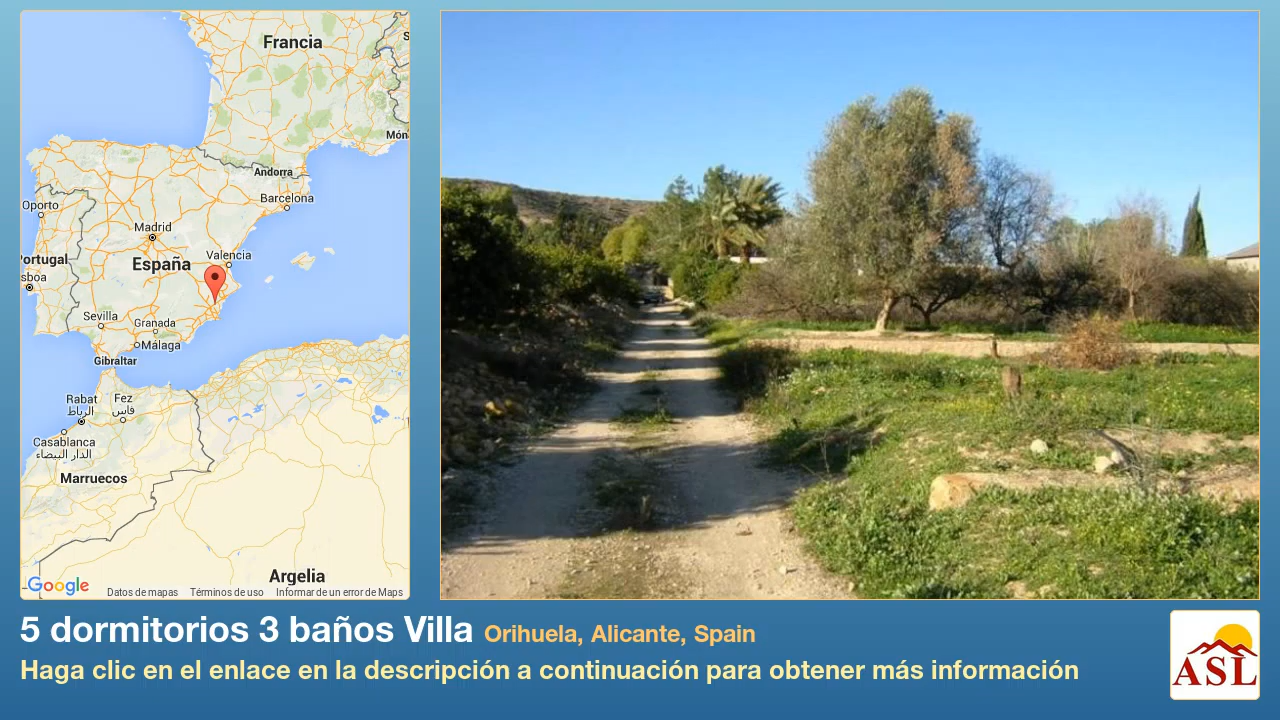 Francia
Món
Andorra
Oporto
Barcelona
Madrid
Valencia
Portugal
España
sboa
Sevilla
Granada
Málaga
Gibraltar
Rabat
الرباط
Fez
فاس
Casablanca
الدار البيضاء
Marruecos
Argelia
Google
Datos de mapas Términos de uso Informar de un error de Maps
5 dormitorios 3 baños Villa Orihuela, Alicante, Spain
Haga clic en el enlace en la descripción a continuación para obtener más información
ASL